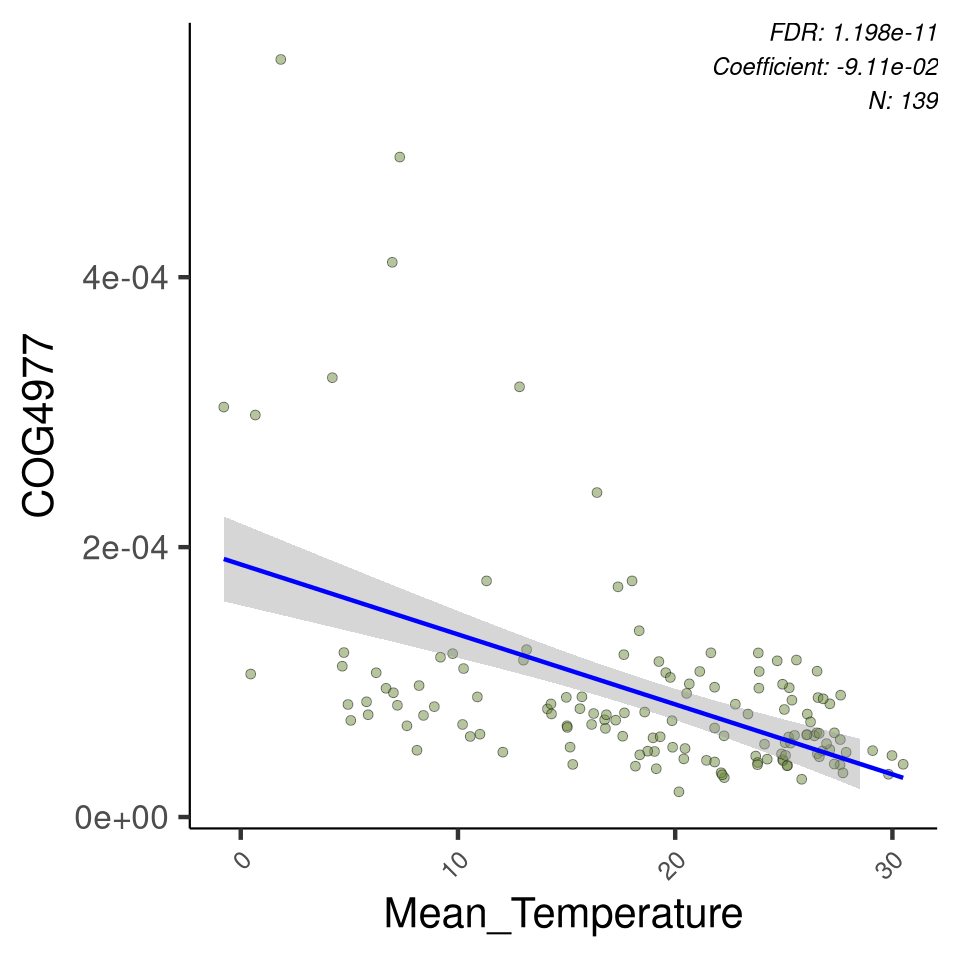 FDR: 1.198e-11
Coefficient: -9.11e-02
N: 139
COG4977
4e-04
2e-04
0e+00
0
10
20
30
Mean_Temperature